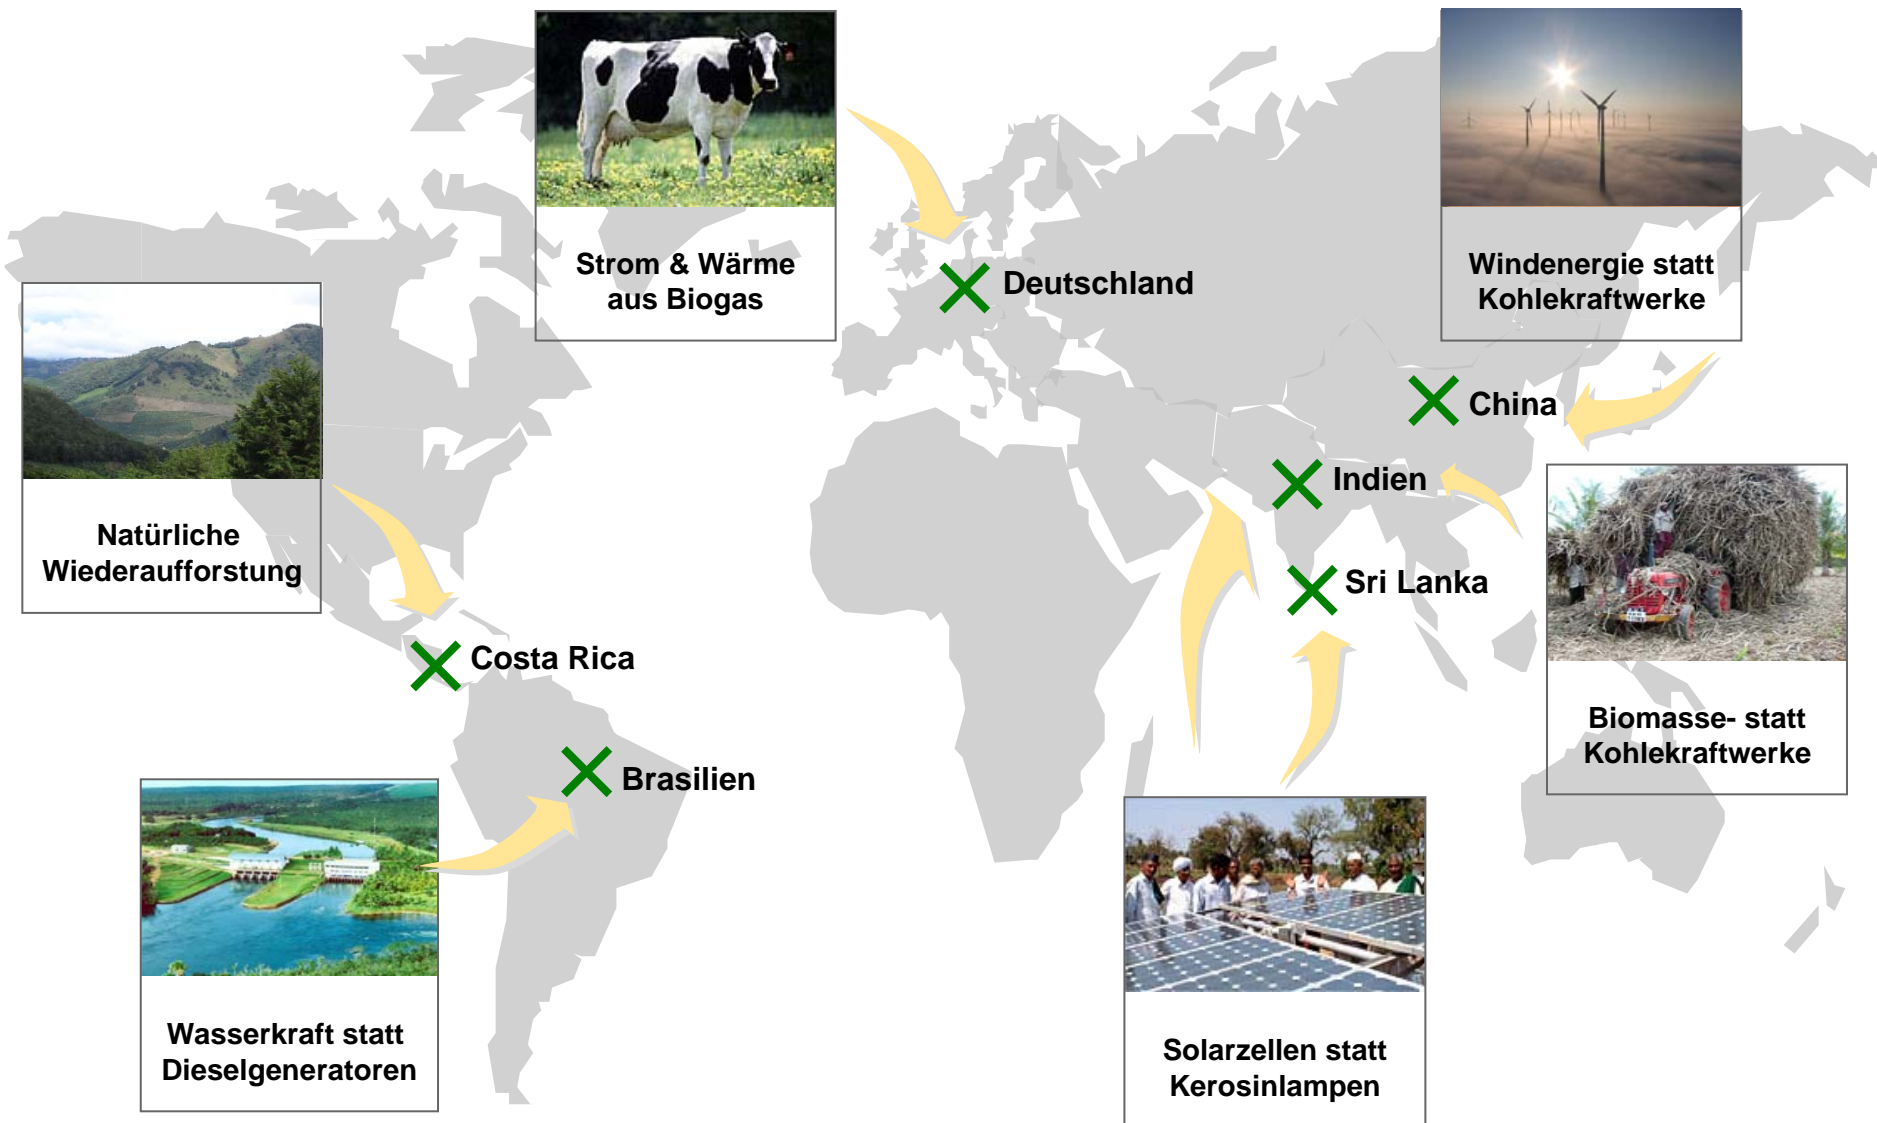 Strom & Wärme
aus Biogas
Windenergie statt
Kohlekraftwerke
Deutschland
China
Indien
Natürliche
Wiederaufforstung
Sri Lanka
Costa Rica
Biomasse- statt
Kohlekraftwerke
Brasilien
Wasserkraft statt
Dieselgeneratoren
Solarzellen statt
Kerosinlampen